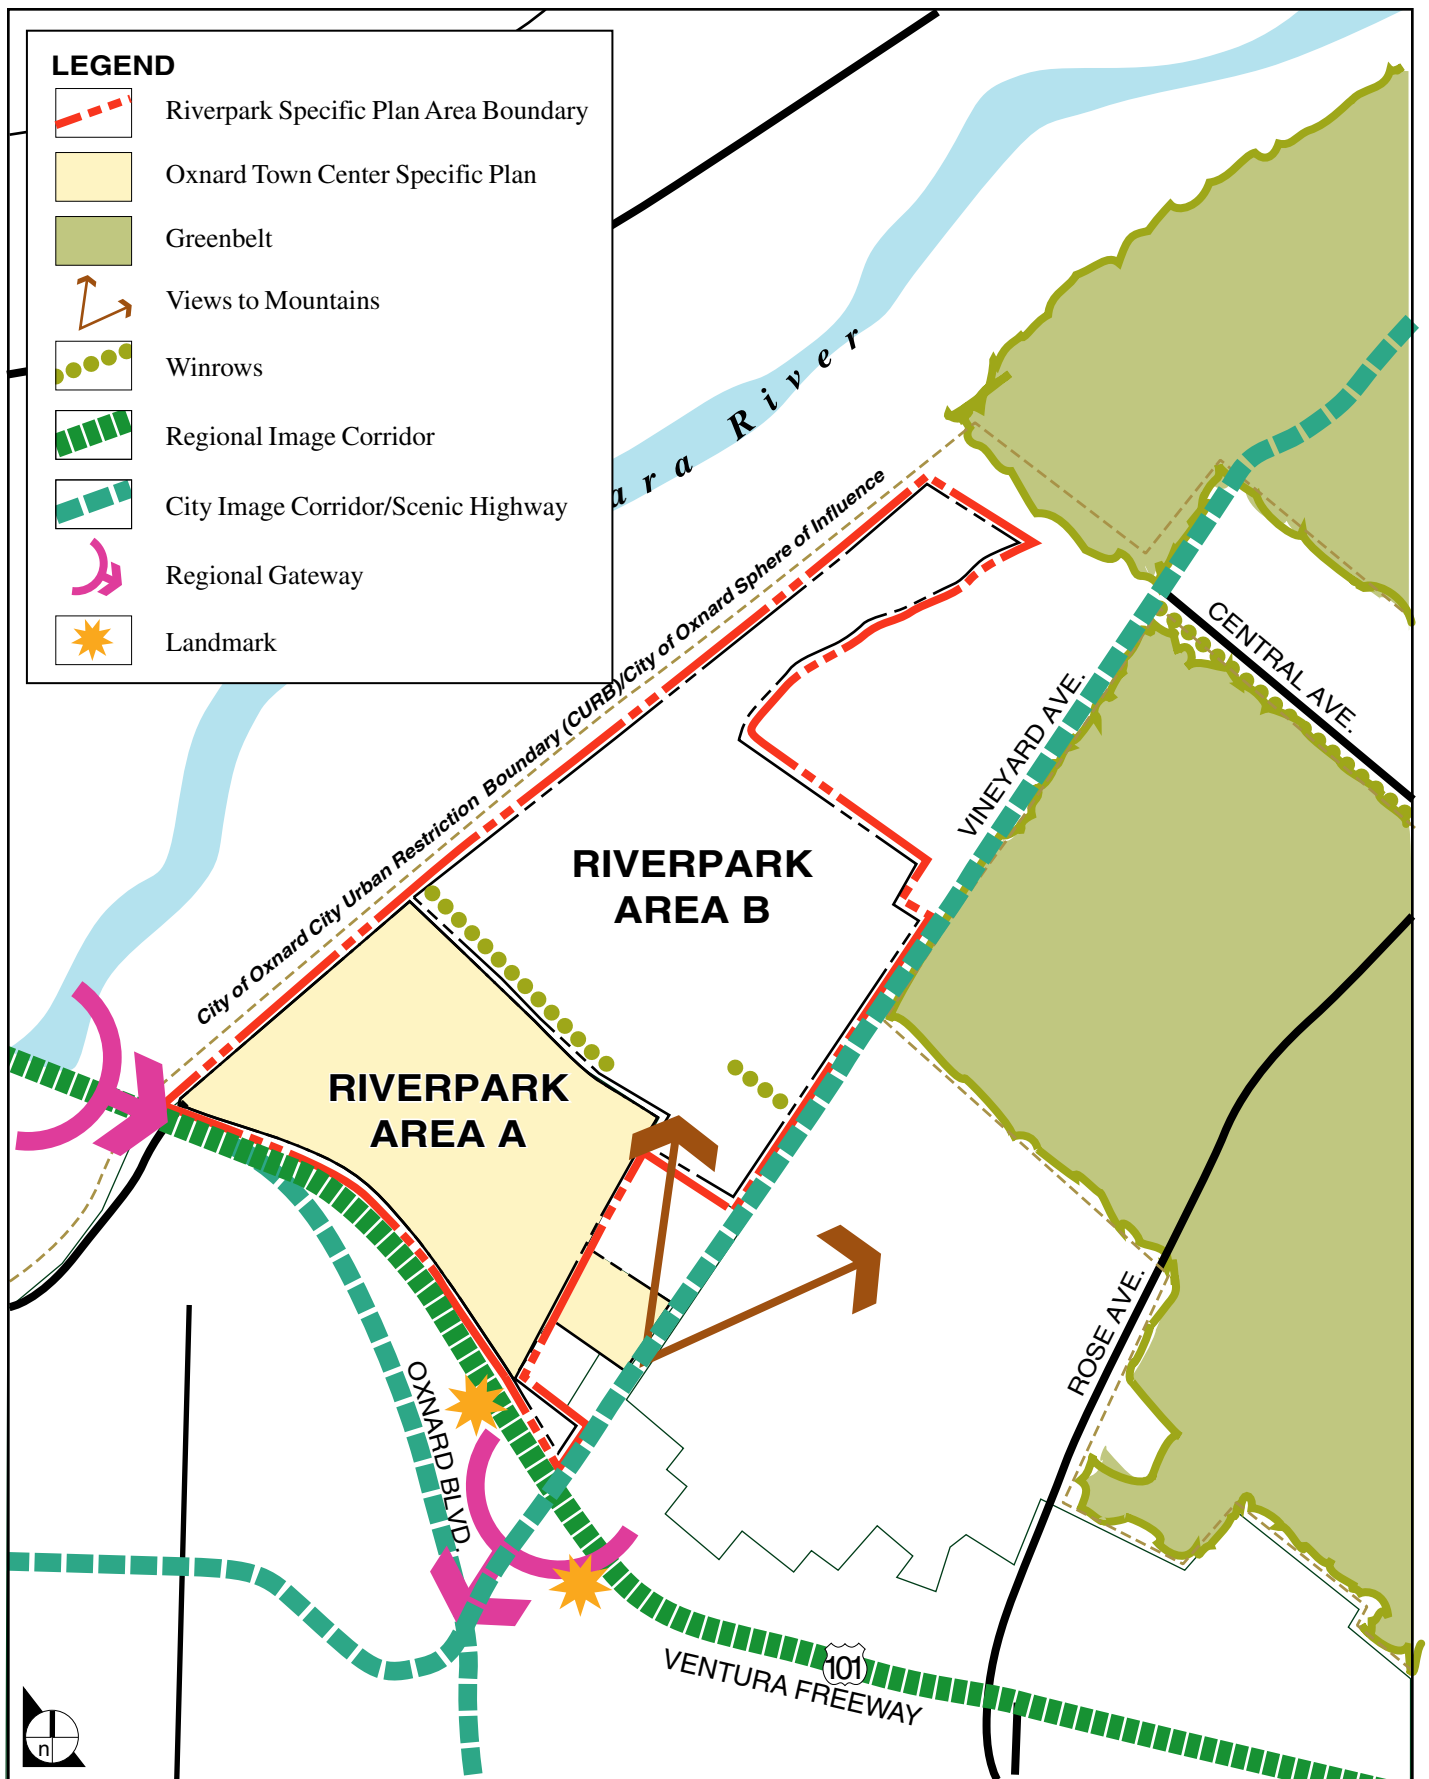 LEGEND
Riverpark Specific Plan Area Boundary
Oxnard Town Center Specific Plan
Greenbelt
Views to Mountains
Winrows
Regional Image Corridor
City Image Corridor/Scenic Highway
Regional Gateway
Landmark
ara River
City of Oxnard City Urban Restriction Boundary (CURB)/City of Oxnard Sphere of Influence
CENTRAL AVE.
VINEYARD AVE.
RIVERPARK
AREA B
RIVERPARK
AREA A
ROSE AVE.
OXNARD BLVD.
101
VENTURA FREEWAY
n